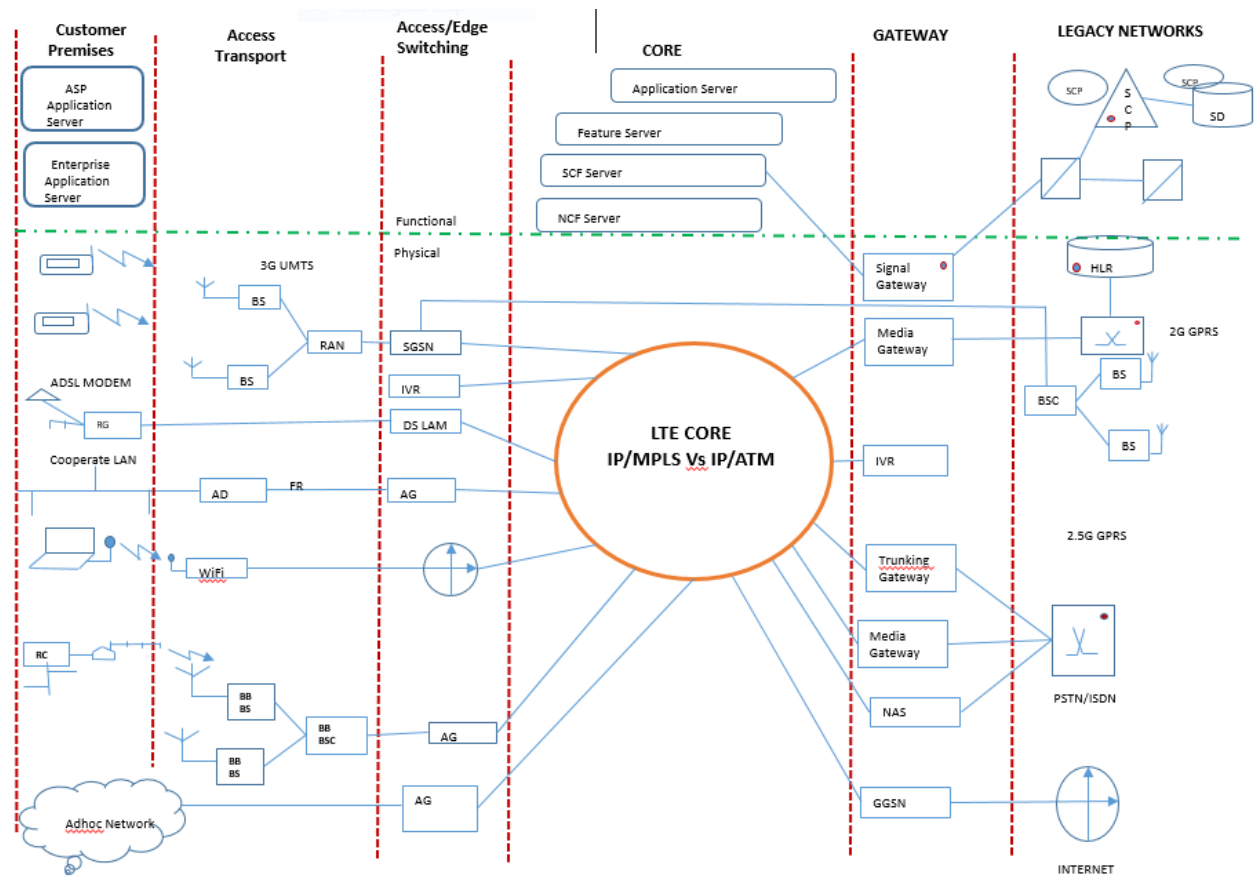 Customer
Premises
Access
Transport
Access/Edge
Switching
CORE
GATEWAY
LEGACY NETWORKS
ASP
Application
Server
Enterprise
Application
Server
Application Server
Feature Server
SCF Server
NCF Server
SCP
S
C
P
SCP
SD
Functional
Physical
3G UMTS
BS
RAN
BS
SGSN
IVR
DS LAM
ADSL MODEM
RG
Cooperate LAN
AD
FR
AG
WiFi
RC
BB
BS
BB
BS
BB
BSC
AG
AG
Adhoc Network
LTE CORE
IP/MPLS Vs IP/ATM
Signal
Gateway
Media
Gateway
IVR
Trunking
Gateway
Media
Gateway
NAS
GGSN
HLR
2G GPRS
BS
BSC
BS
2.5G GPRS
PSTN/ISDN
INTERNET